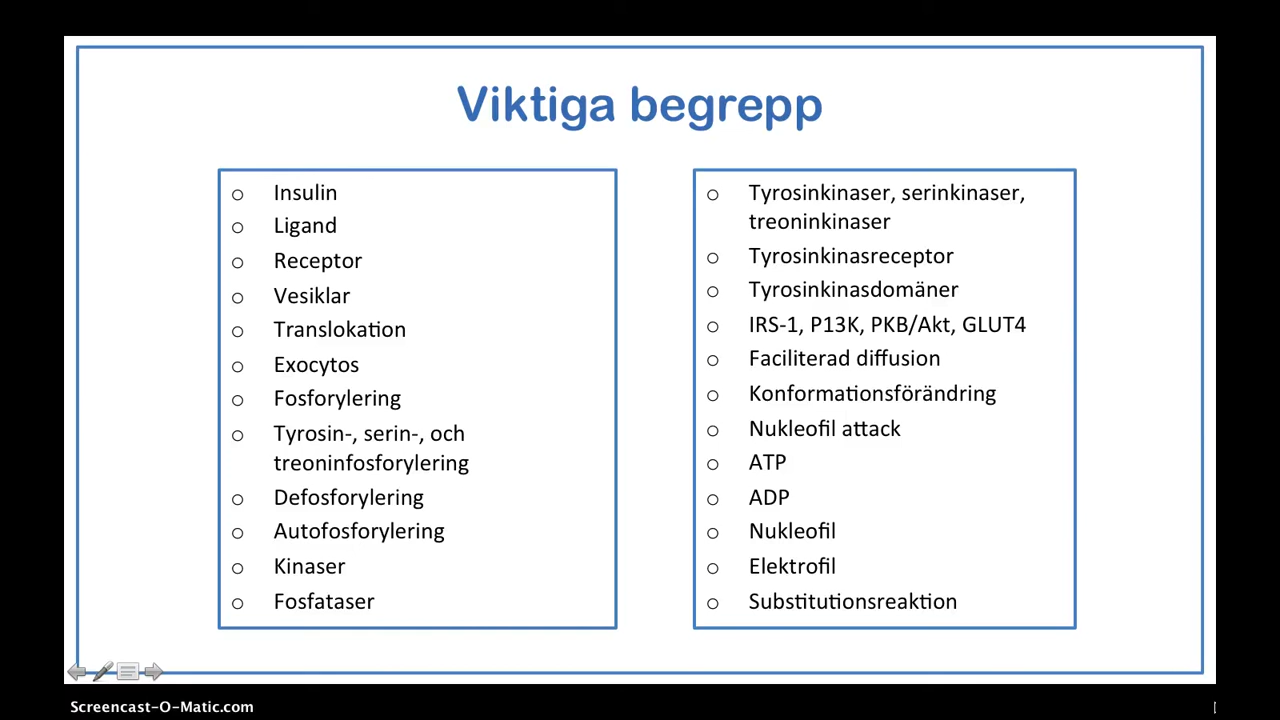 Viktiga begrepp
o Insulin
o Ligand
o Receptor
o Vesiklar
o Translokation
o Exocytos
o Fosforylering
o Tyrosin-, serin-, och
treoninfosforylering
o Defosforylering
o Autofosforylering
o Kinaser
o Fosfataser
o Tyrosinkinaser, serinkinaser,
treoninkinaser
o Tyrosinkinasreceptor
o Tyrosinkinasdomäner
o IRS-1, P13K, PKB/Akt, GLUT4
o Faciliterad diffusion
o Konformationsförändring
o Nukleofil attack
o ATP
o ADP
o Nukleofil
o Elektrofil
o Substitutionsreaktion
Screencast-O-Matic.com